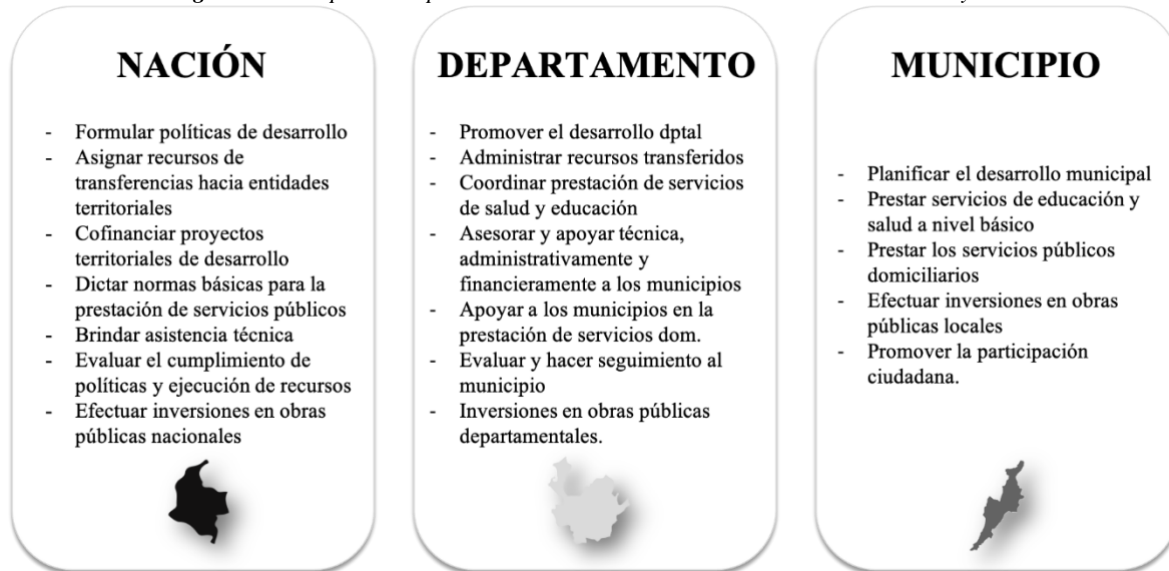 NACIÓN
- Formular políticas de desarrollo
- Asignar recursos de
transferencias hacia entidades
territoriales
- Cofinanciar proyectos
territoriales de desarrollo
- Dictar normas básicas para la
prestación de servicios públicos
- Brindar asistencia técnica
- Evaluar el cumplimiento de
políticas y ejecución de recursos
- Efectuar inversiones en obras
públicas nacionales
DEPARTAMENTO
- Promover el desarrollo dptal
- Administrar recursos transferidos
- Coordinar prestación de servicios
de salud y educación
- Asesorar y apoyar técnica,
administrativamente y
financieramente a los municipios
- Apoyar a los municipios en la
prestación de servicios dom.
- Evaluar y hacer seguimiento al
municipio
- Inversiones en obras públicas
departamentales.
MUNICIPIO
- Planificar el desarrollo municipal
- Prestar servicios de educación y
salud a nivel básico
- Prestar los servicios públicos
domiciliarios
- Efectuar inversiones en obras
públicas locales
- Promover la participación
ciudadana.